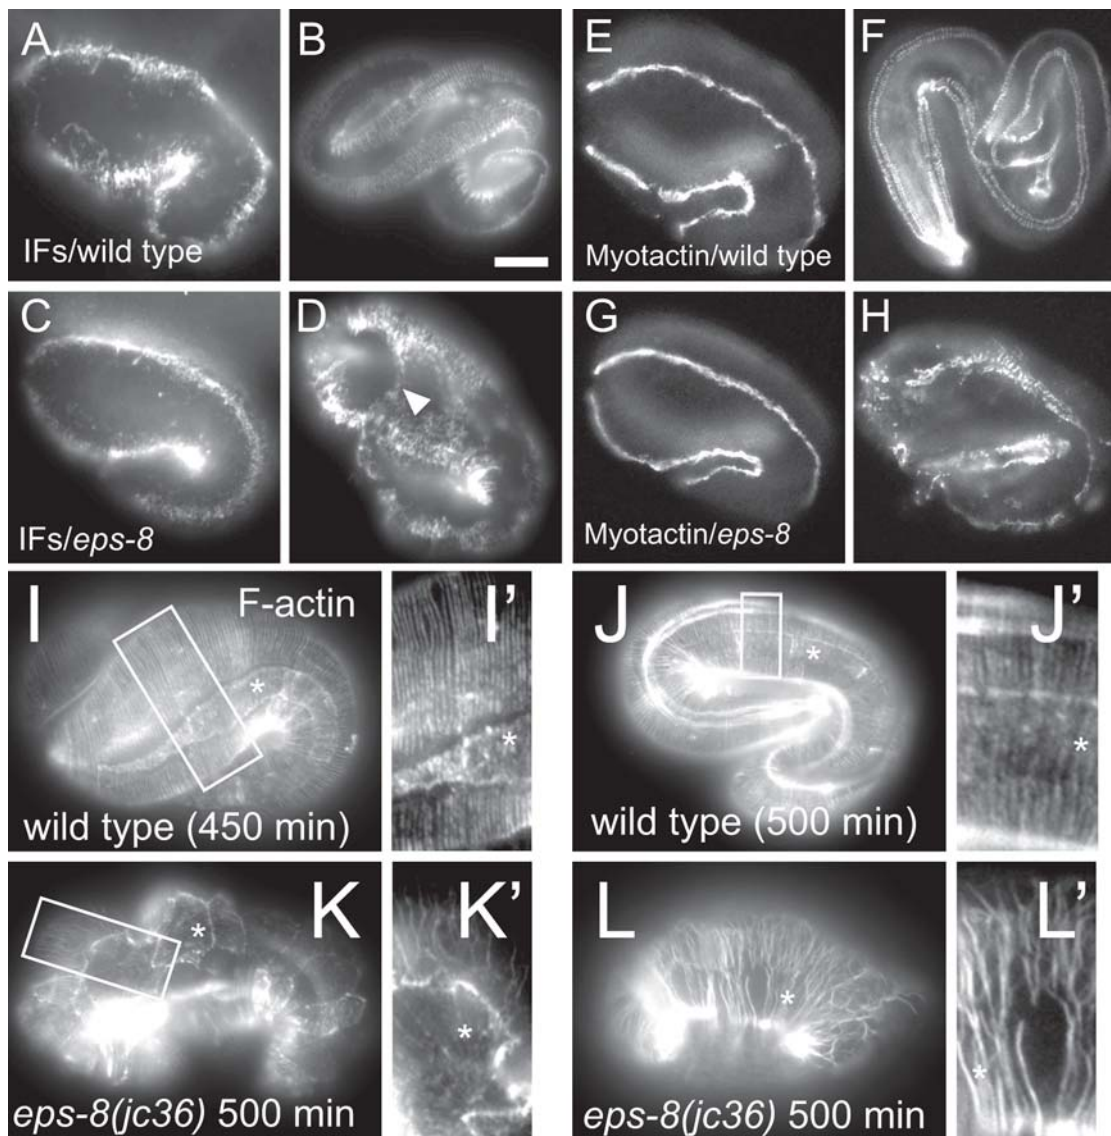 A
B
E
F
IFs/wild type
Myotactin/wild type
C
D
G
H
IFs/eps-8
Myotactin/eps-8
I
F-actin
I’
J
J’
*
*
*
*
wild type (450 min)
wild type (500 min)
K
K’
L
L’
*
*
*
*
eps-8(jc36) 500 min
eps-8(jc36) 500 min